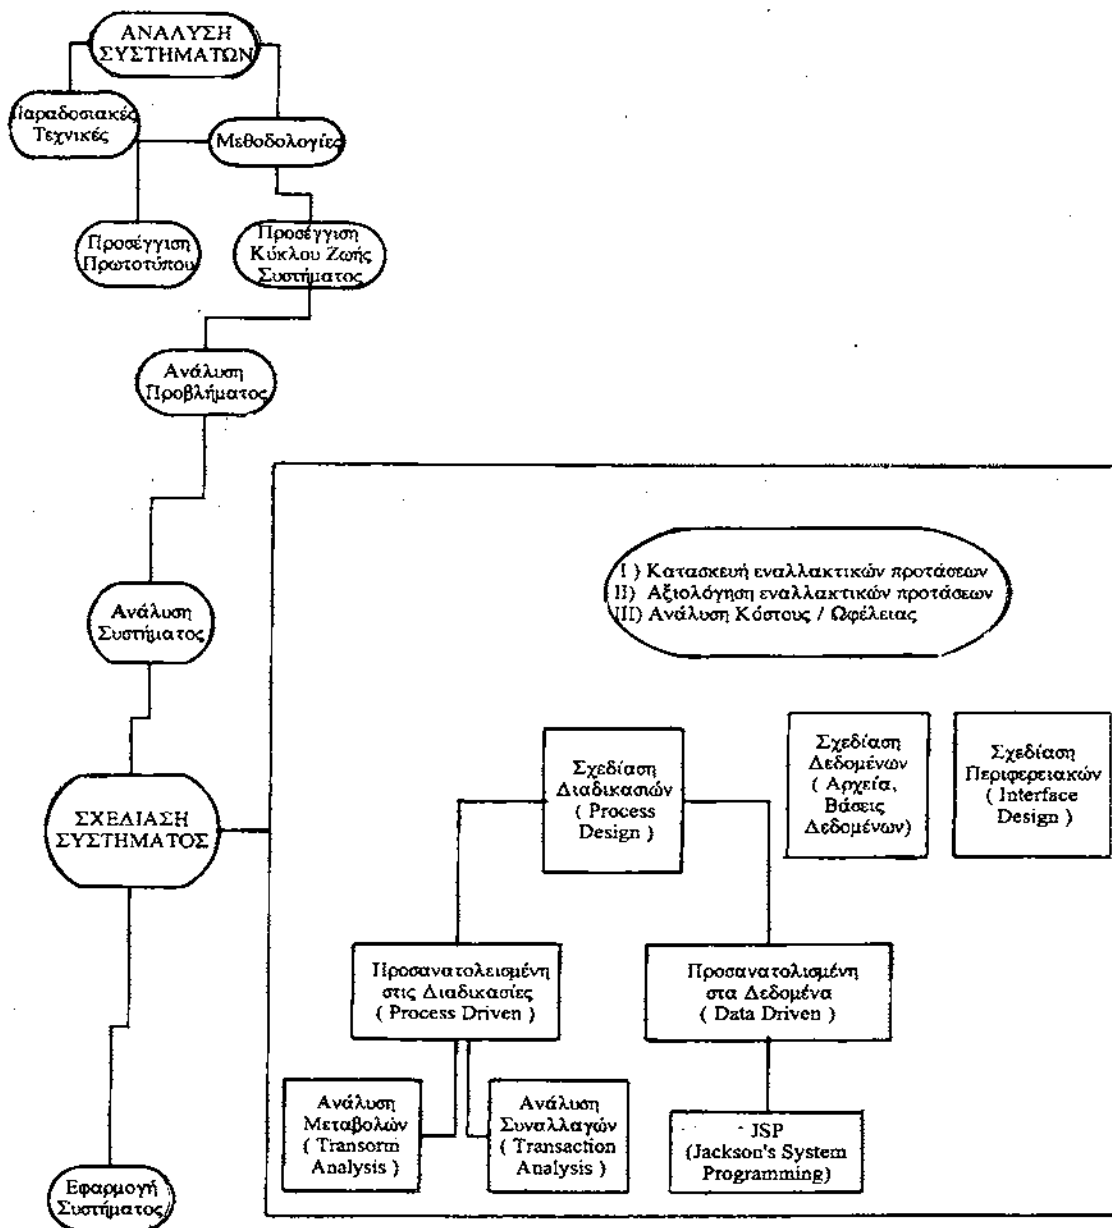 ΑΝΑΛΥΣΗ
ΣΥΣΤΗΜΑΤΩΝ
Παραδοσιακές
Τεχνικές
Μεθοδολογίες
Προσέγγιση
Πρωτοτύπου
Προσέγγιση
Κύκλου Ζωής
Συστήματος
Ανάλυση
Προβλήματος
Ανάλυση
Συστήματος
ΣΧΕΔΙΑΣΗ
ΣΥΣΤΗΜΑΤΟΣ
Εφαρμογή
Συστήματος
I ) Κατασκευή εναλλακτικών προτάσεων
II) Αξιολόγηση εναλλακτικών προτάσεων
III) Ανάλυση Κόστους / Ωφέλειας
Σχεδίαση
Διαδικασιών
( Process
Design )
Σχεδίαση
Δεδομένων
( Αρχεία,
Βάσεις
Δεδομένων)
Σχεδίαση
Περιφερειακών
( Interface
Design )
Προσανατολεισμένη
στις Διαδικασίες
( Process Driven )
Προσανατολισμένη
στα Δεδομένα
( Data Driven )
Ανάλυση
Μεταβολών
( Transorm
Analysis )
Ανάλυση
Συναλλαγών
( Transaction
Analysis )
JSP
(Jackson's System
Programming)